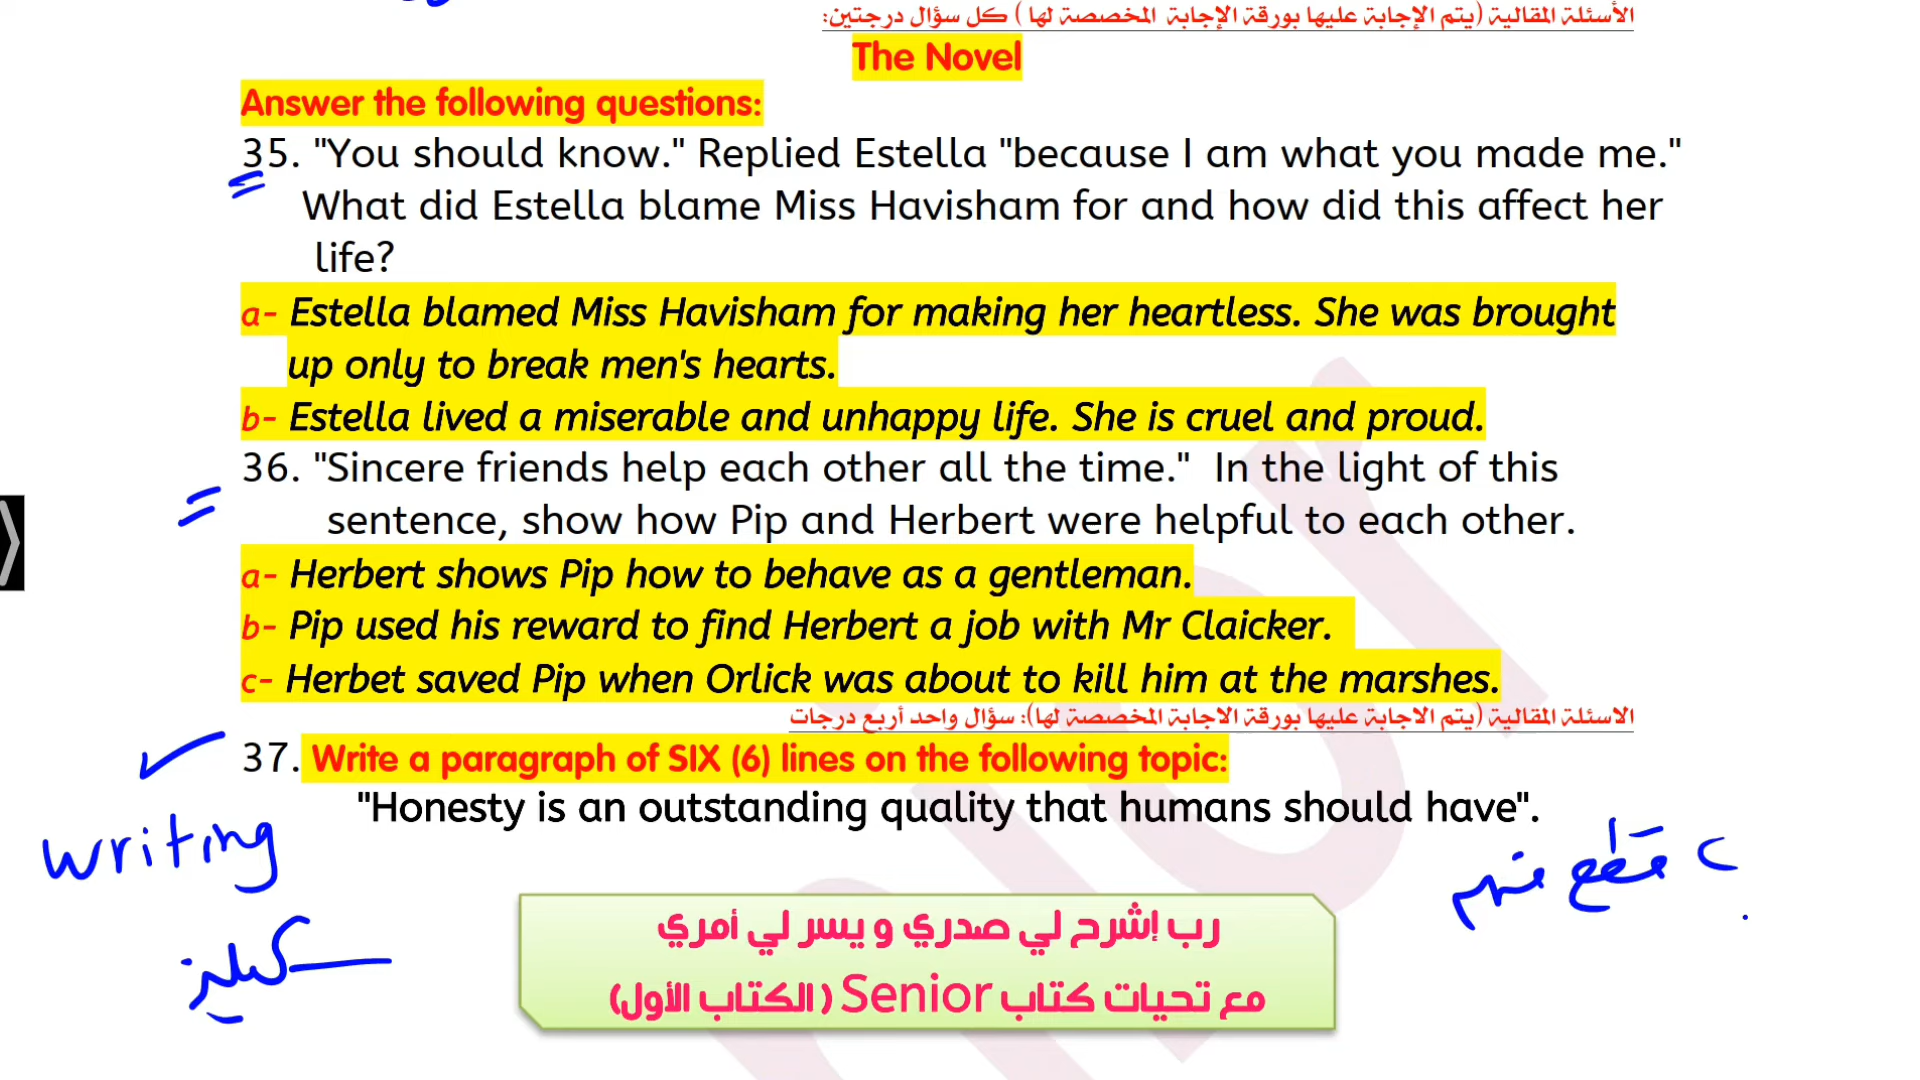 الأسئلة المقالية (يتم الإجابة عليها بورقة الإجابة المخصصة لها ) كل سؤال درجتين:
The Novel
Answer the following questions:
35. "You should know." Replied Estella "because I am what you made me."
What did Estella blame Miss Havisham for and how did this affect her
life?
a- Estella blamed Miss Havisham for making her heartless. She was brought
up only to break men's hearts.
b- Estella lived a miserable and unhappy life. She is cruel and proud.
36. "Sincere friends help each other all the time." In the light of this
sentence, show how Pip and Herbert were helpful to each other.
a- Herbert shows Pip how to behave as a gentleman.
b- Pip used his reward to find Herbert a job with Mr Claicker.
c- Herbet saved Pip when Orlick was about to kill him at the marshes.
الاسئلة المقالية (يتم الاجابة عليها بورقة الاجابة المخصصة لها): سؤال واحد أربع درجات
37. Write a paragraph of SIX (6) lines on the following topic:
"Honesty is an outstanding quality that humans should have".
writing
قطع فهم
رب إشرح لي صدري و يسر لي أمري
مع تحيات كتاب Senior (الكتاب الأول)